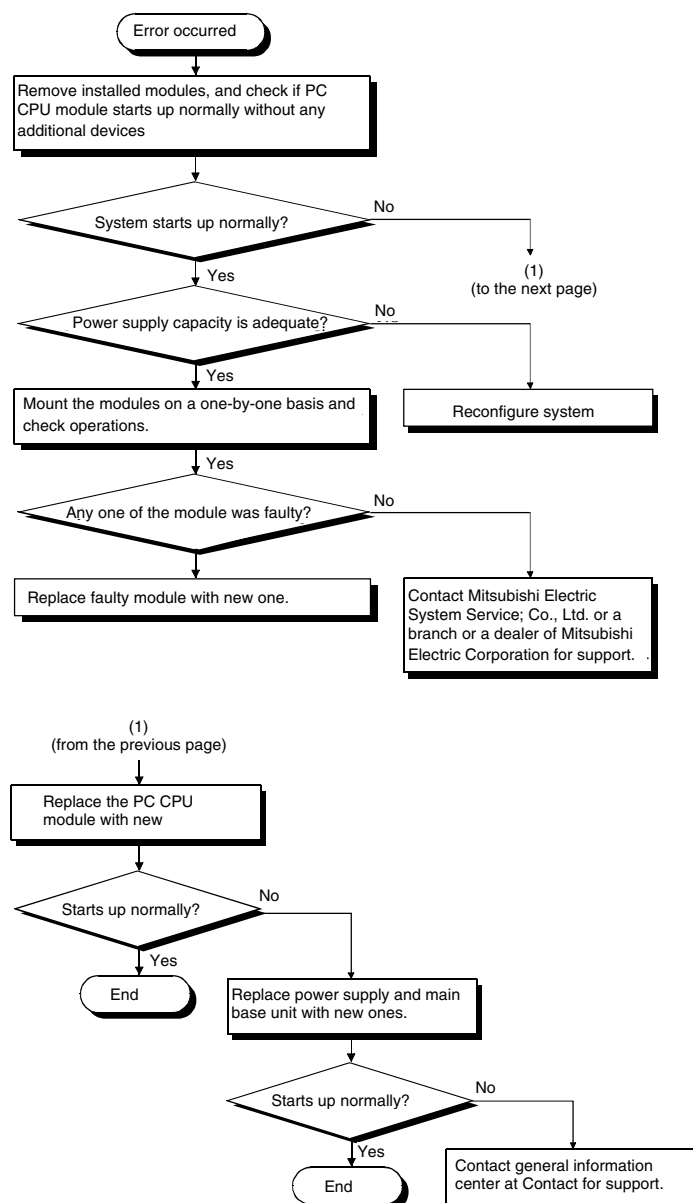 Error occurred
Remove installed modules, and check if PC
CPU module starts up normally without any
additional devices
System starts up normally?
No
(1)
(to the next page)
Yes
Power supply capacity is adequate?
No
Reconfigure system
Yes
Mount the modules on a one-by-one basis and
check operations.
Yes
Any one of the module was faulty?
No
Replace faulty module with new one.
Contact Mitsubishi Electric
System Service; Co., Ltd. or a
branch or a dealer of Mitsubishi
Electric Corporation for support.
(1)
(from the previous page)
Replace the PC CPU
module with new
Starts up normally?
No
Yes
End
Replace power supply and main
base unit with new ones.
Starts up normally?
No
Yes
End
Contact general information
center at Contact for support.